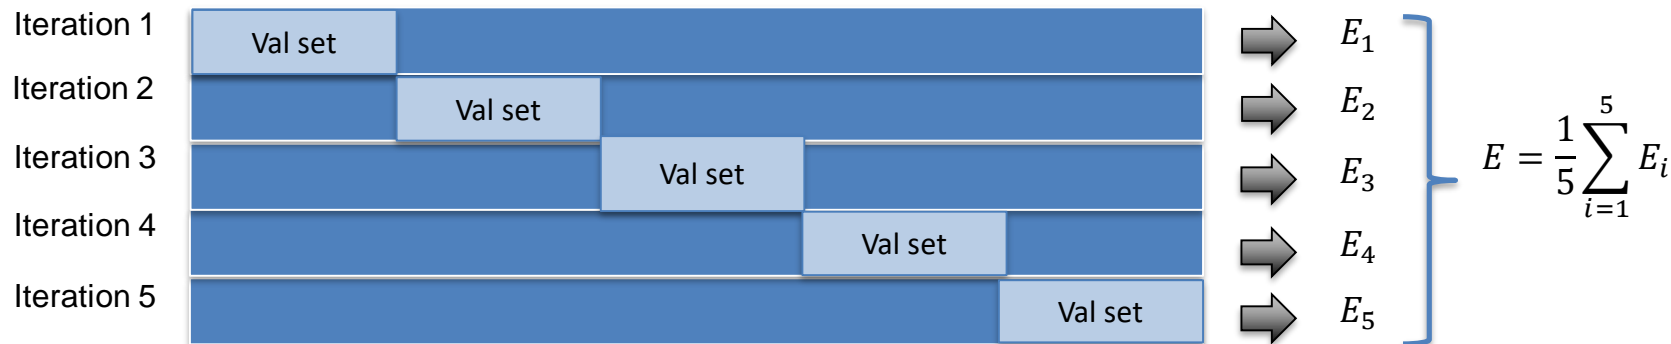 Iteration 1 Val set E₁
Iteration 2 Val set E₂
Iteration 3 Val set E₃
Iteration 4 Val set E₄
Iteration 5 Val set E₅
E = 1/5 ∑_{i=1}^{5} E_i